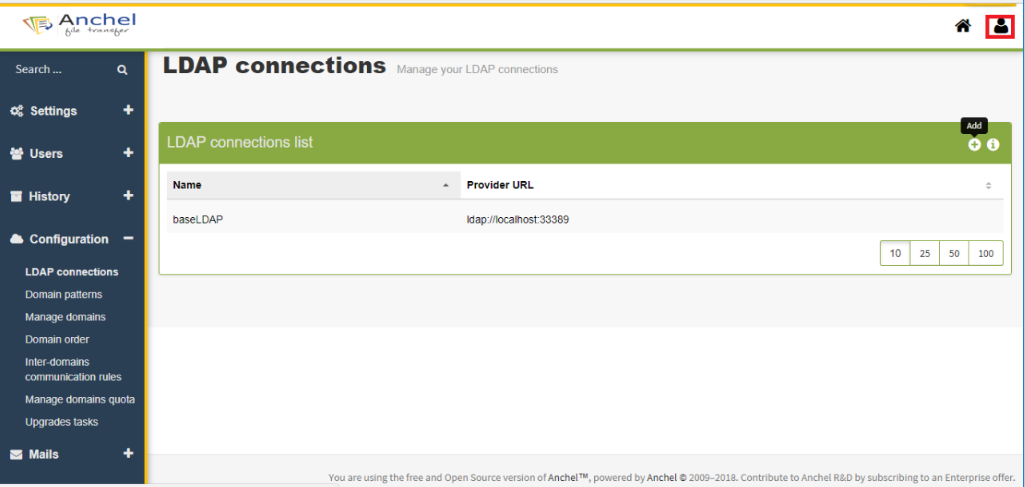 Anchel
file transfer
Search ...
LDAP connections Manage your LDAP connections
Settings
Users
History
Configuration
LDAP connections
Domain patterns
Manage domains
Domain order
Inter-domains
communication rules
Manage domains quota
Upgrades tasks
Mails
Add
LDAP connections list
Name Provider URL
baseLDAP ldap://localhost:33389
10 25 50 100
You are using the free and Open Source version of Anchel™, powered by Anchel © 2009–2018. Contribute to Anchel R&D by subscribing to an Enterprise offer.